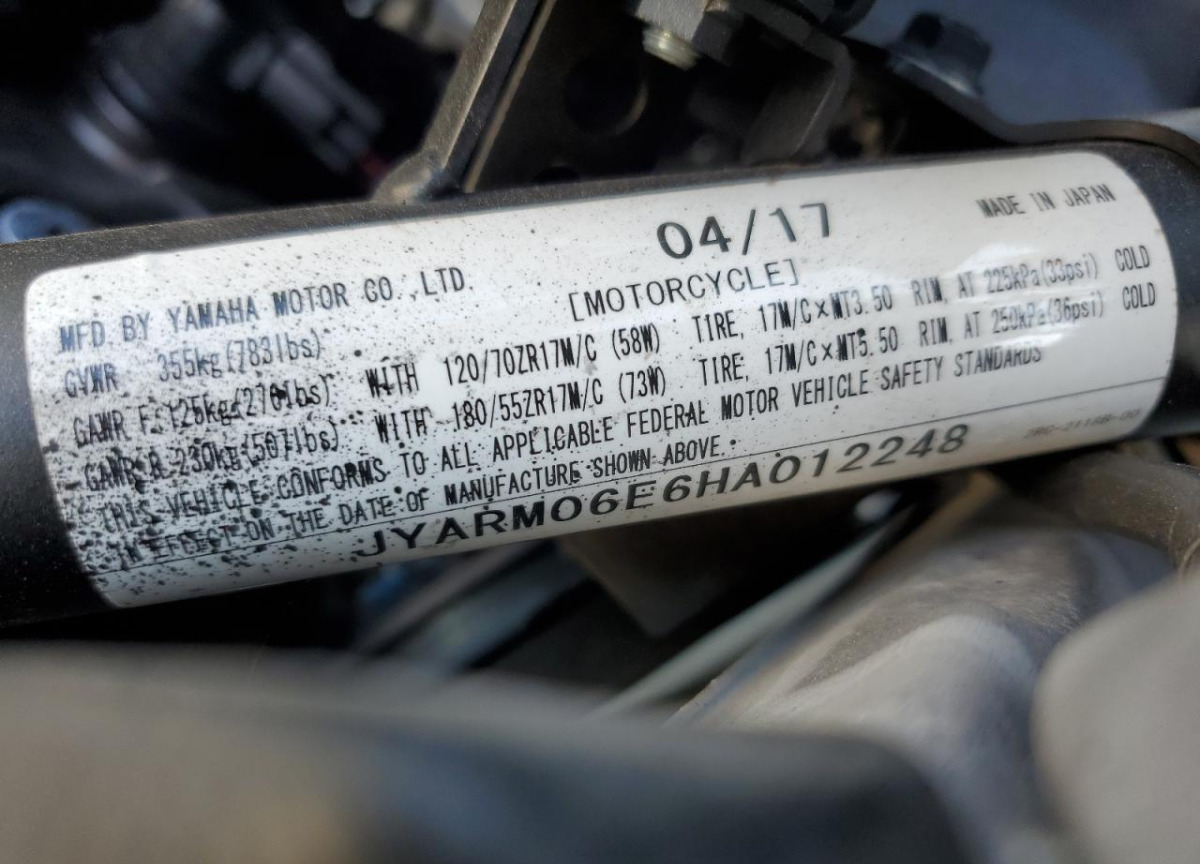 04/17
MADE IN JAPAN
MFD. BY YAMAHA MOTOR CO.,LTD.
[MOTORCYCLE]
GVWR 355kg(783lbs)
GAWR F: 125kg(276lbs) WITH 120/70ZR17M/C (58W) TIRE, 17M/C×MT3.50 RIM, AT 225kPa(33psi) COLD
GAWR R 230kg(507lbs) WITH 180/55ZR17M/C (73W) TIRE, 17M/C×MT5.50 RIM, AT 250kPa(36psi) COLD
THIS VEHICLE CONFORMS TO ALL APPLICABLE FEDERAL MOTOR VEHICLE SAFETY STANDARDS
IN EFFECT ON THE DATE OF MANUFACTURE SHOWN ABOVE.
JYARM06E6HA012248